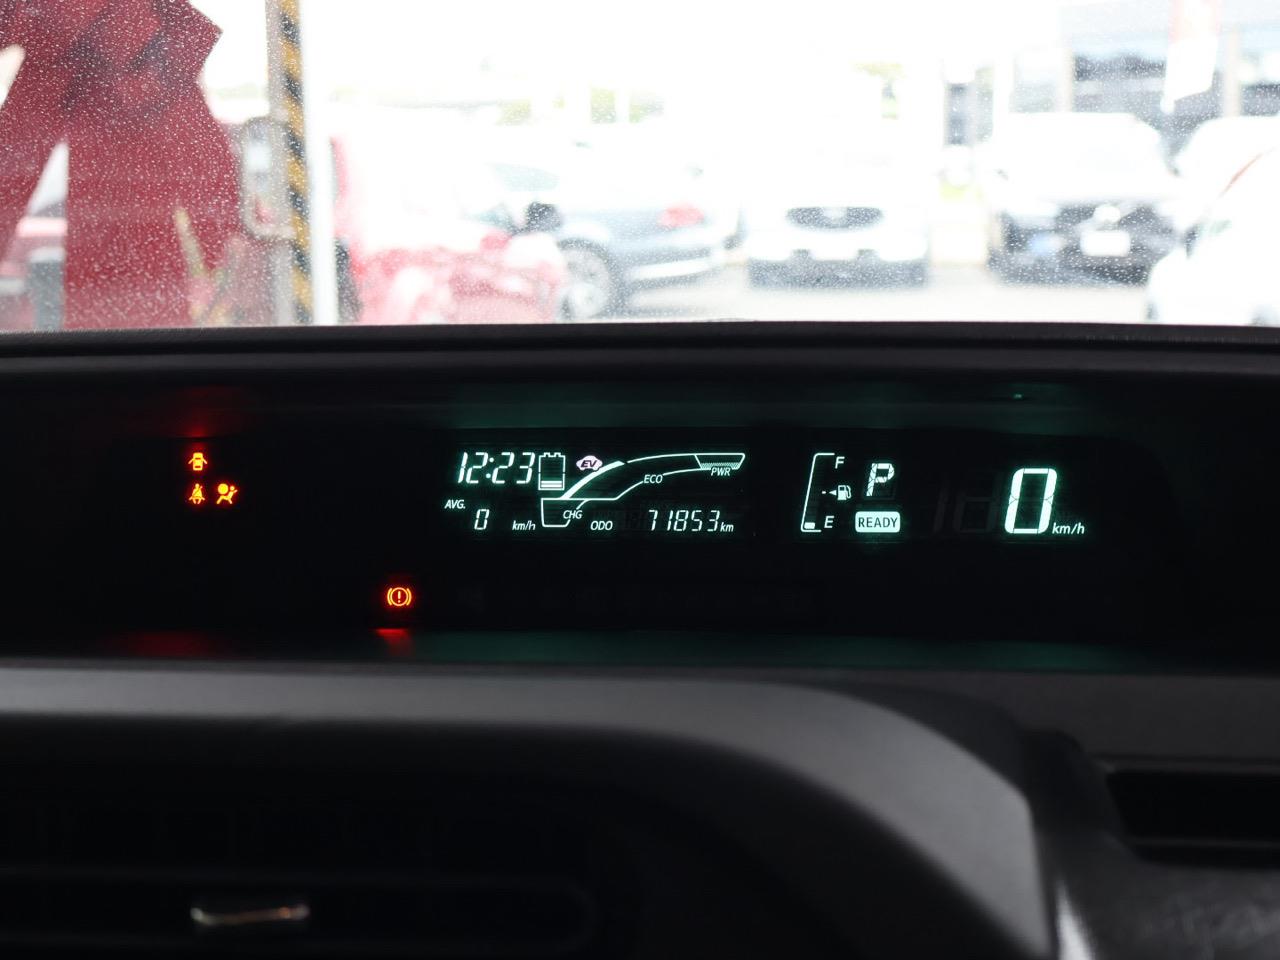 12:23 EV ECO PWR
AVG. 0 km/h CHG ODO 71853 km
F P
E READY
0 km/h